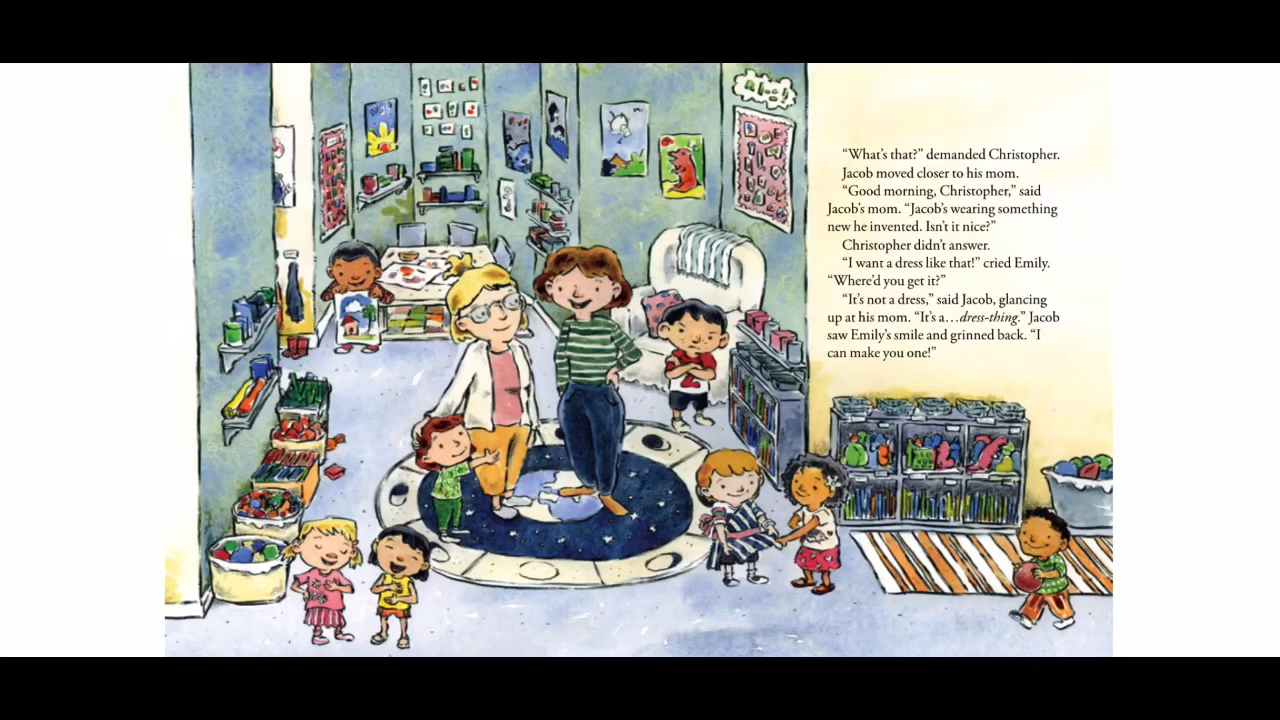 “What’s that?” demanded Christopher.
Jacob moved closer to his mom.
“Good morning, Christopher,” said
Jacob’s mom. “Jacob’s wearing something
new he invented. Isn’t it nice?”
Christopher didn’t answer.
“I want a dress like that!” cried Emily.
“Where’d you get it?”
“It’s not a dress,” said Jacob, glancing
up at his mom. “It’s a…dress-thing.” Jacob
saw Emily’s smile and grinned back. “I
can make you one!”